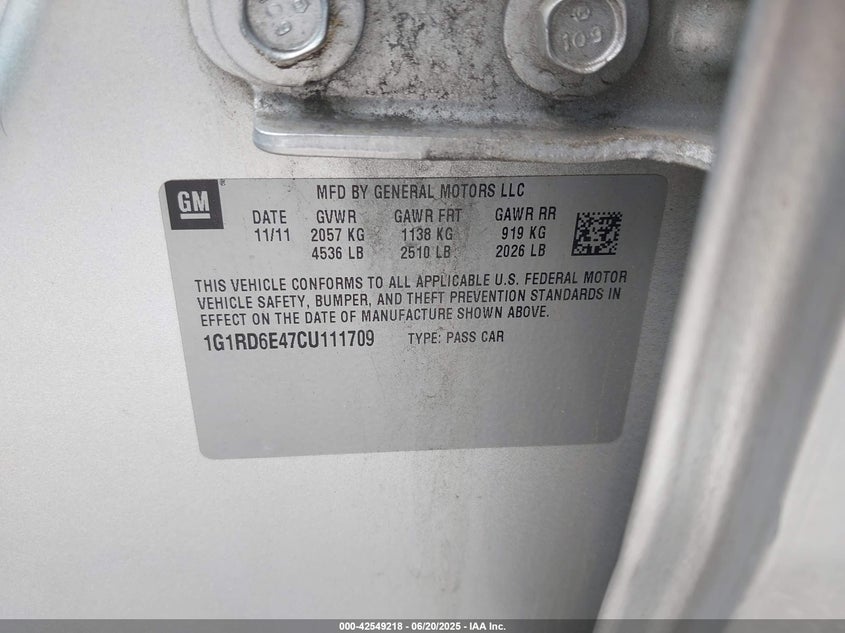 109
GM
MFD BY GENERAL MOTORS LLC
DATE GVWR GAWR FRT GAWR RR
11/11 2057 KG 1138 KG 919 KG
4536 LB 2510 LB 2026 LB
THIS VEHICLE CONFORMS TO ALL APPLICABLE U.S. FEDERAL MOTOR
VEHICLE SAFETY, BUMPER, AND THEFT PREVENTION STANDARDS IN
EFFECT ON THE DATE OF MANUFACTURE SHOWN ABOVE.
1G1RD6E47CU111709 TYPE: PASS CAR
000-42549218 - 06/20/2025 - IAA Inc.